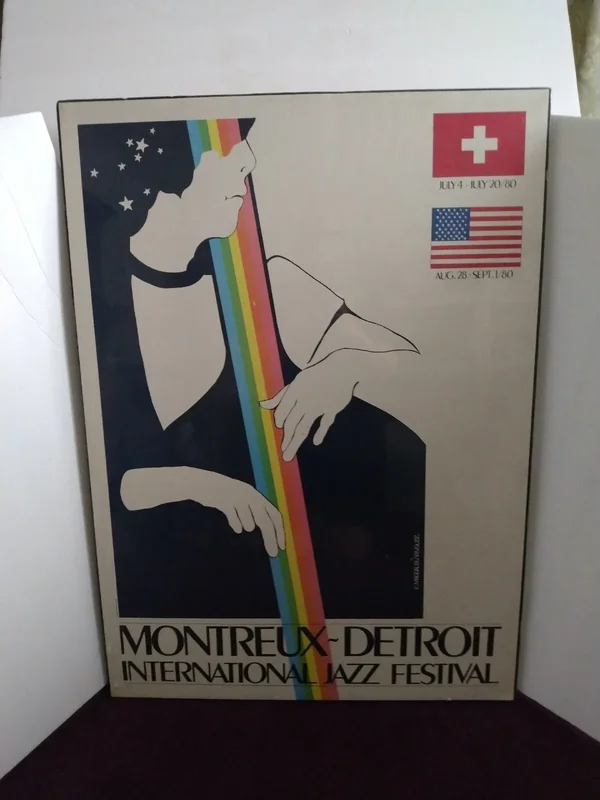 JULY 4 - JULY 20/80
AUG. 28 - SEPT. 1/80
MONTREUX~DETROIT
INTERNATIONAL JAZZ FESTIVAL